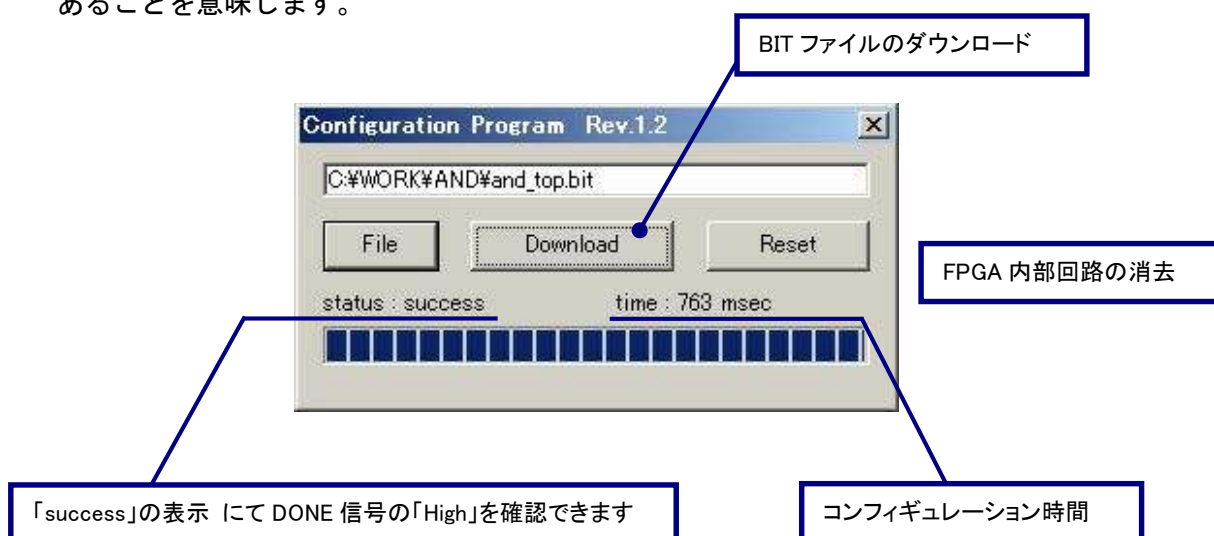 あることを意味します。
BIT ファイルのダウンロード
Configuration Program Rev.1.2
C:¥WORK¥AND¥and_top.bit
File Download Reset
FPGA 内部回路の消去
status : success time : 763 msec
「success」の表示 にて DONE 信号の「High」を確認できます
コンフィギュレーション時間